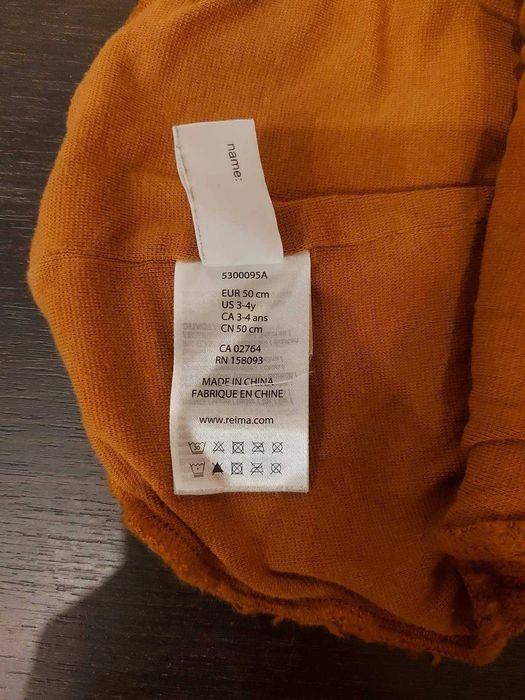 name:
5300095A
EUR 50 cm
US 3-4y
CA 3-4 ans
CN 50 cm
CA 02764
RN 158093
MADE IN CHINA
FABRIQUE EN CHINE
www.reima.com
30